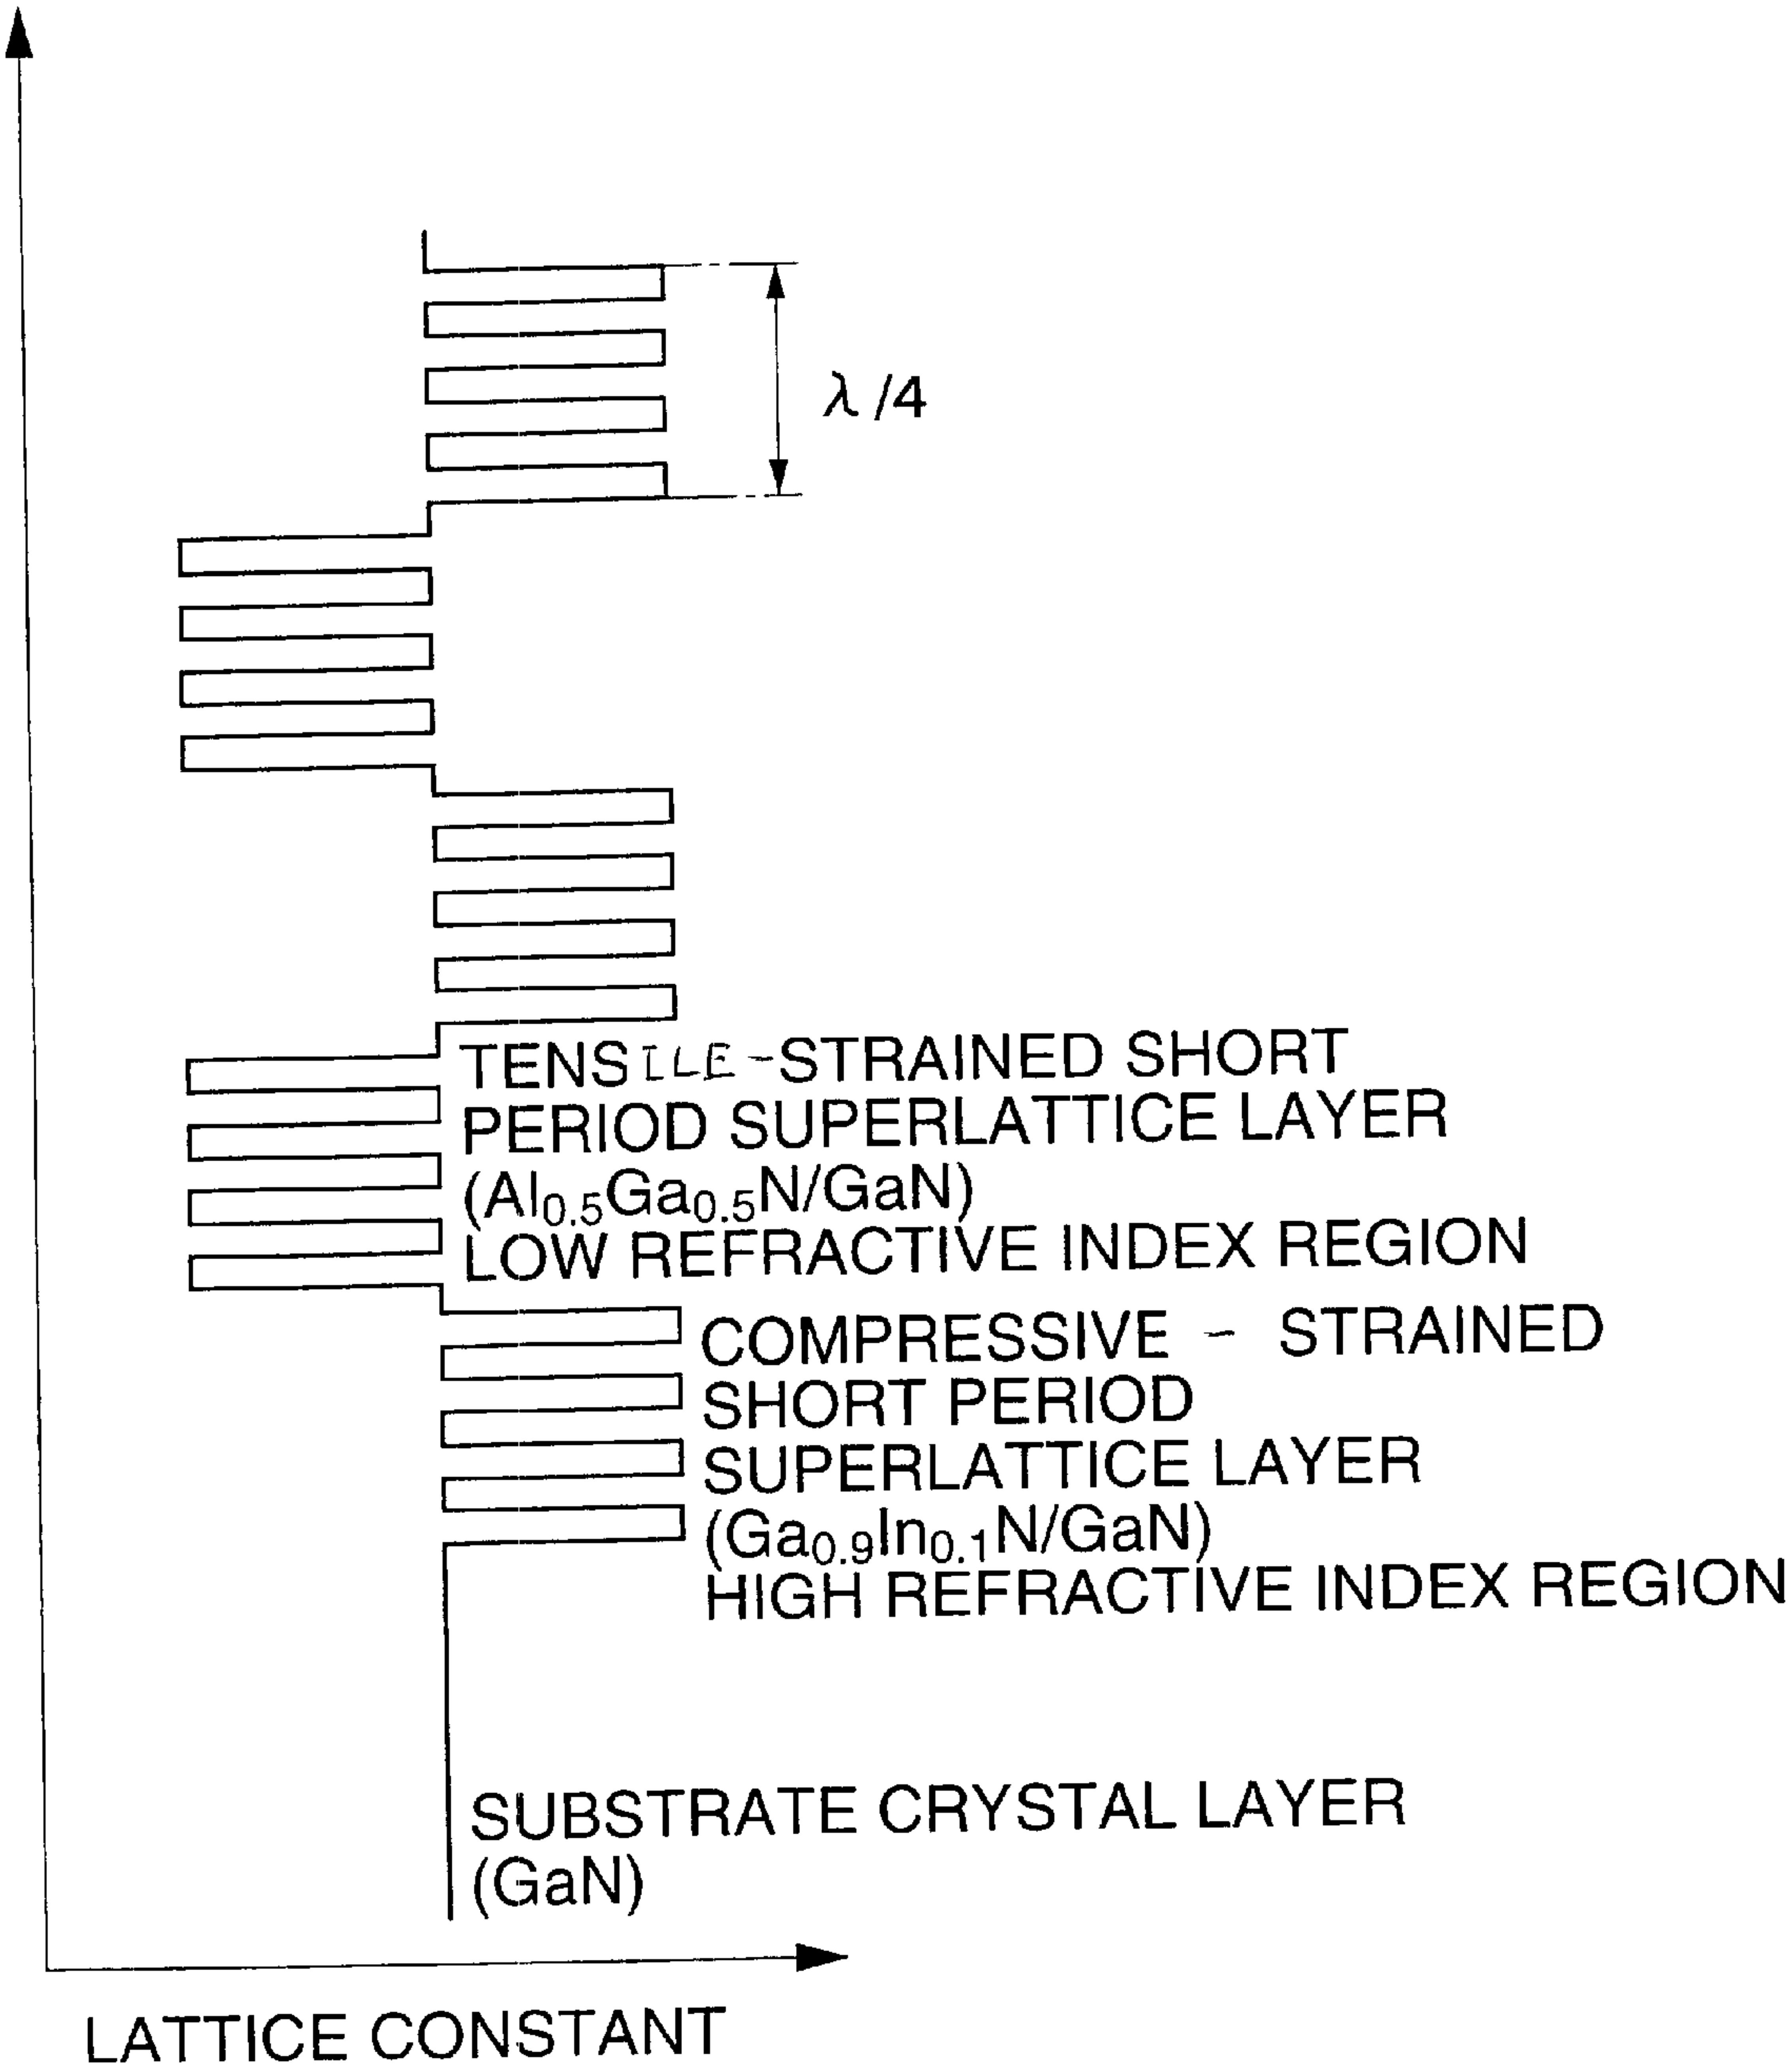 λ/4
TENSILE-STRAINED SHORT
PERIOD SUPERLATTICE LAYER
(Al0.5Ga0.5N/GaN)
LOW REFRACTIVE INDEX REGION
COMPRESSIVE - STRAINED
SHORT PERIOD
SUPERLATTICE LAYER
(Ga0.9In0.1N/GaN)
HIGH REFRACTIVE INDEX REGION
SUBSTRATE CRYSTAL LAYER
(GaN)
LATTICE CONSTANT